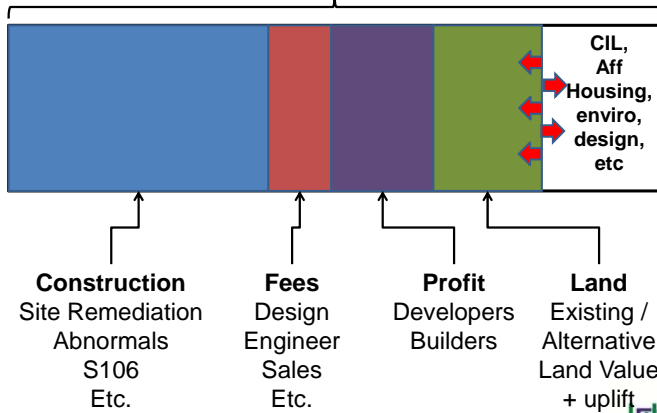 CIL,
Aff
Housing,
enviro,
design,
etc
Construction
Site Remediation
Abnormals
S106
Etc.
Fees
Design
Engineer
Sales
Etc.
Profit
Developers
Builders
Land
Existing /
Alternative
Land Value
+ uplift